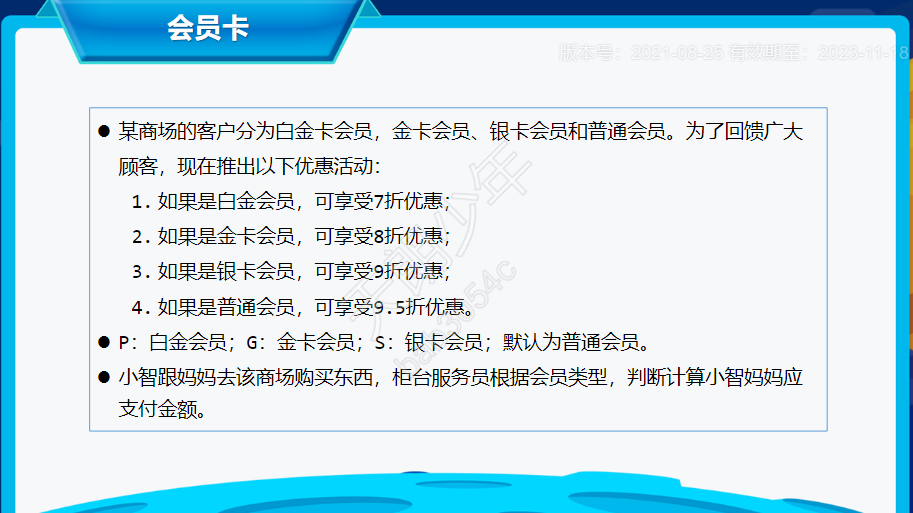 会员卡
版本号：2021-08-25 有效期至：2023-11-18
● 某商场的客户分为白金卡会员，金卡会员、银卡会员和普通会员。为了回馈广大
顾客，现在推出以下优惠活动：
1. 如果是白金会员，可享受7折优惠；
2. 如果是金卡会员，可享受8折优惠；
3. 如果是银卡会员，可享受9折优惠；
4. 如果是普通会员，可享受9.5折优惠。
● P：白金会员；G：金卡会员；S：银卡会员；默认为普通会员。
● 小智跟妈妈去该商场购买东西，柜台服务员根据会员类型，判断计算小智妈妈应
支付金额。